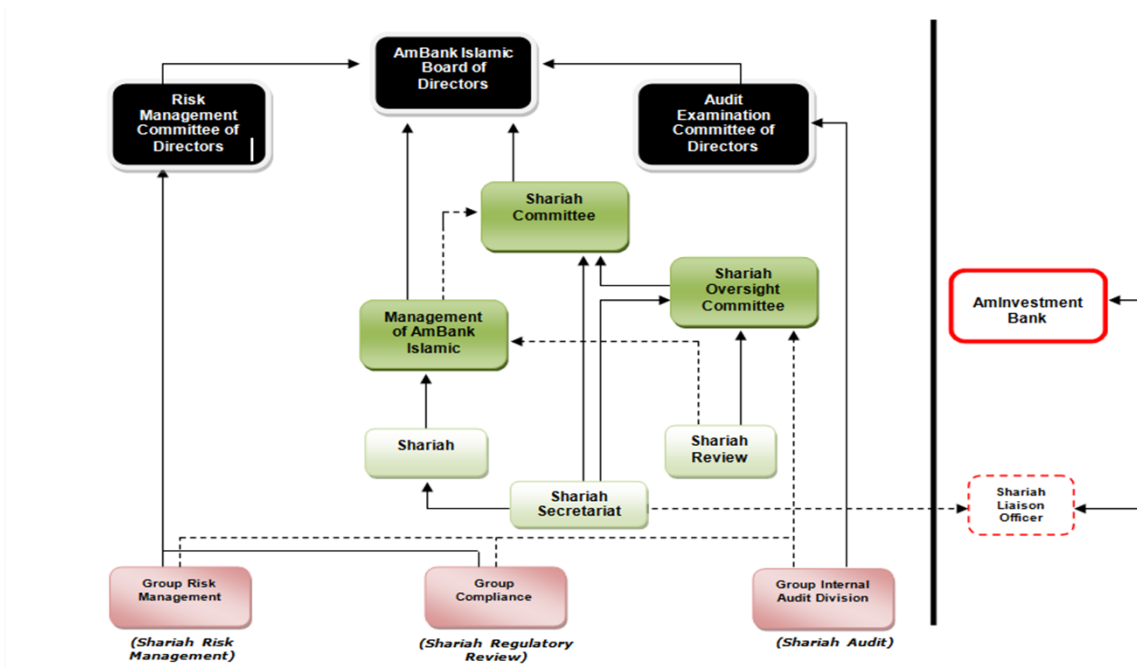 AmBank Islamic
Board of
Directors
Risk
Management
Committee of
Directors
Audit
Examination
Committee of
Directors
Shariah
Committee
Shariah
Oversight
Committee
AmInvestment
Bank
Management
of AmBank
Islamic
Shariah
Shariah
Review
Shariah
Secretariat
Shariah
Liaison
Officer
Group Risk
Management
Group
Compliance
Group Internal
Audit Division
(Shariah Risk
Management)
(Shariah Regulatory
Review)
(Shariah Audit)